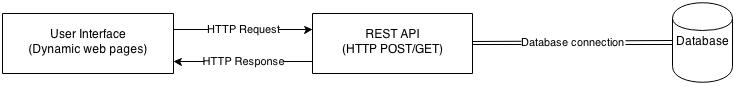 User Interface
(Dynamic web pages)
HTTP Request
HTTP Response
REST API
(HTTP POST/GET)
Database connection
Database